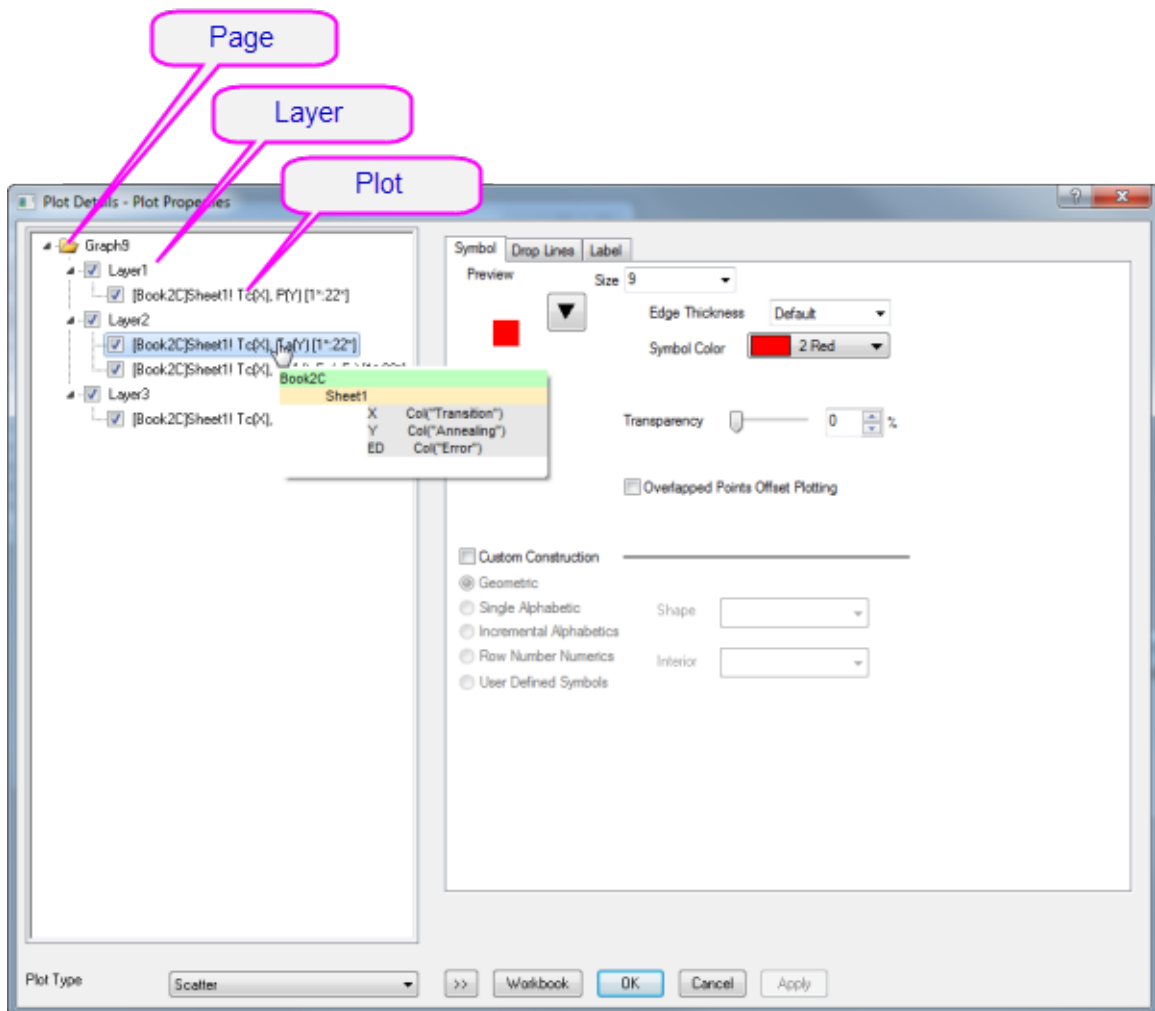 Page
Layer
Plot
Plot Details - Plot Properties
Graph9
Layer1
[Book2C]Sheet1! Tc(X), P(Y) [1*:22*]
Layer2
[Book2C]Sheet1! Tc(X), Ta(Y) [1*:22*]
[Book2C]Sheet1! Tc(X),
Layer3
[Book2C]Sheet1! Tc(X),
Book2C
Sheet1
X Col("Transition")
Y Col("Annealing")
ED Col("Error")
Symbol Drop Lines Label
Preview Size 9
Edge Thickness Default
Symbol Color 2 Red
Transparency 0 %
Overlapped Points Offset Plotting
Custom Construction
Geometric
Single Alphabetic Shape
Incremental Alphabetics
Row Number Numerics Interior
User Defined Symbols
Plot Type Scatter >> Workbook OK Cancel Apply